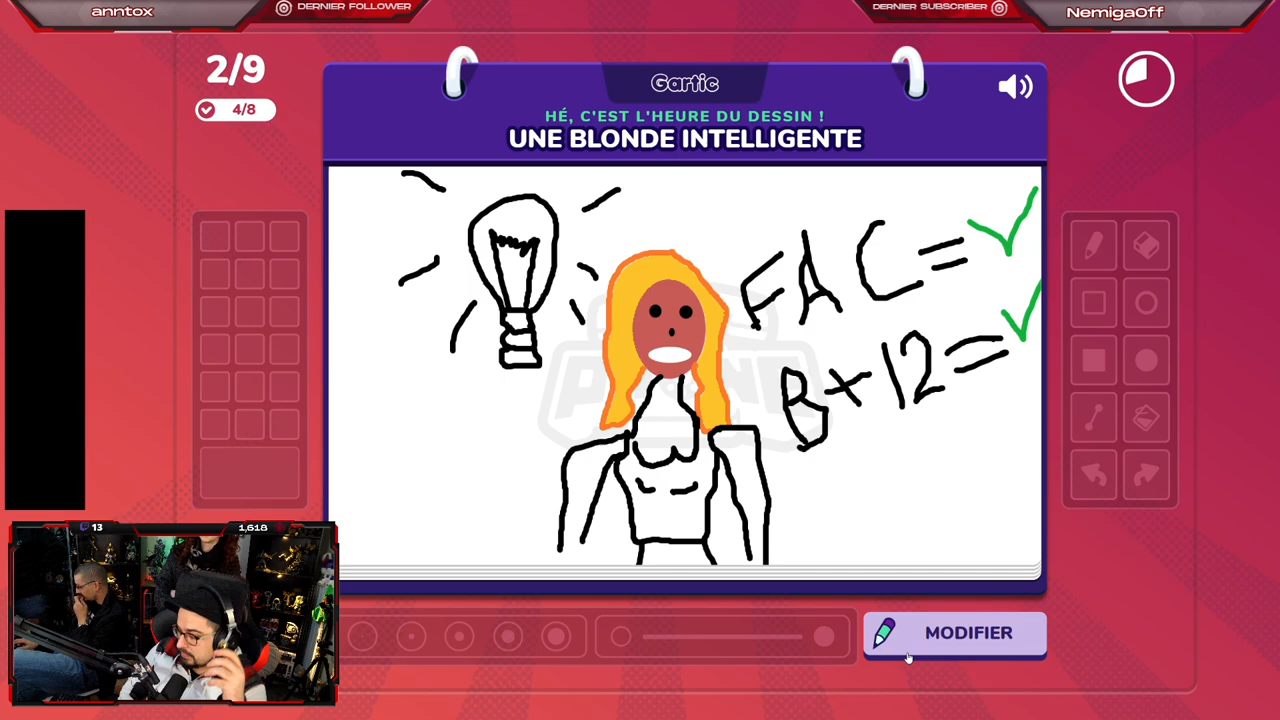 anntox
DERNIER FOLLOWER
DERNIER SUBSCRIBER
NemigaOff
2/9
4/8
Gartic
HÉ, C'EST L'HEURE DU DESSIN !
UNE BLONDE INTELLIGENTE
FAC=
B+12=
13
1,618
MODIFIER